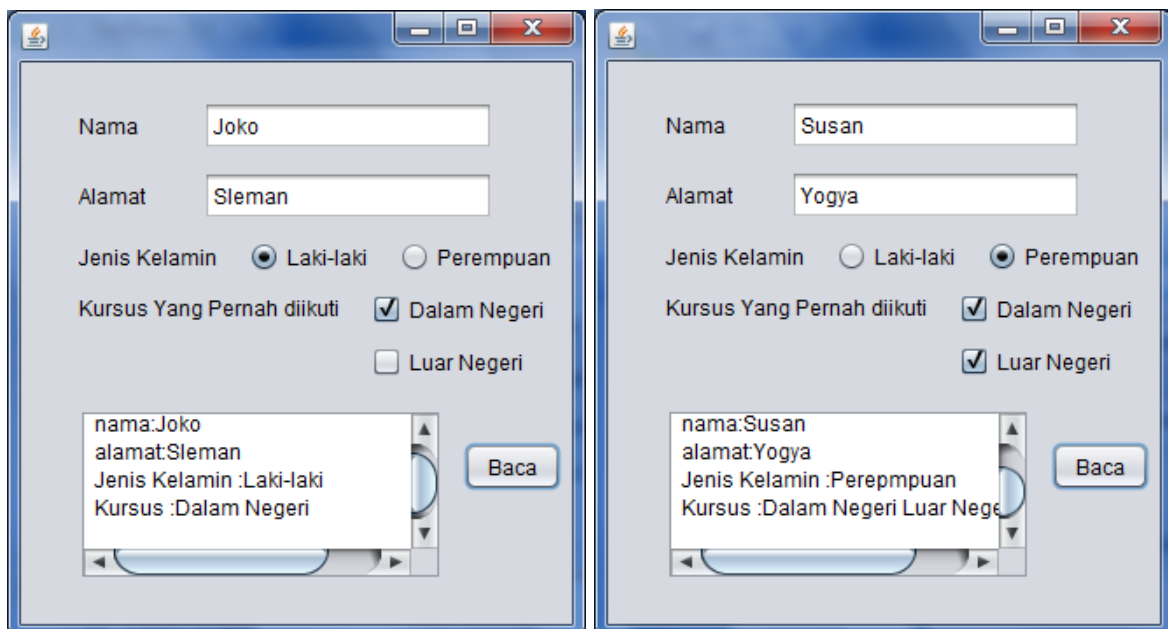 Nama Joko
Alamat Sleman
Jenis Kelamin Laki-laki Perempuan
Kursus Yang Pernah diikuti Dalam Negeri
Luar Negeri
nama:Joko
alamat:Sleman
Jenis Kelamin :Laki-laki
Kursus :Dalam Negeri
Baca
Nama Susan
Alamat Yogya
Jenis Kelamin Laki-laki Perempuan
Kursus Yang Pernah diikuti Dalam Negeri
Luar Negeri
nama:Susan
alamat:Yogya
Jenis Kelamin :Perepmpuan
Kursus :Dalam Negeri Luar Nege
Baca